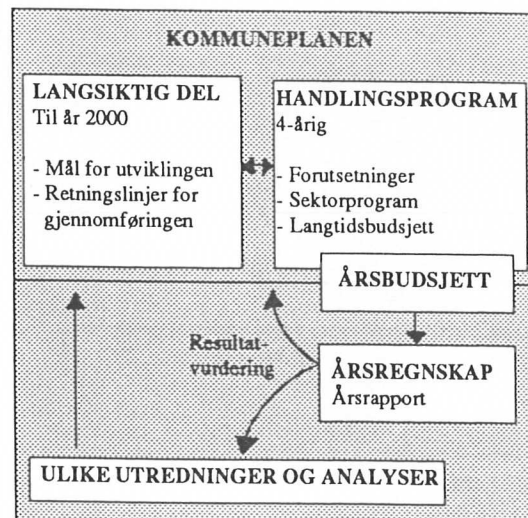 KOMMUNEPLANEN
LANGSIKTIG DEL
Til år 2000
- Mål for utviklingen
- Retningslinjer for
gjennomføringen
HANDLINGSPROGRAM
4-årig
- Forutsetninger
- Sektorprogram
- Langtidsbudsjett
ÅRSBUDSJETT
Resultat-
vurdering
ÅRSREGNSKAP
Årsrapport
ULIKE UTREDNINGER OG ANALYSER